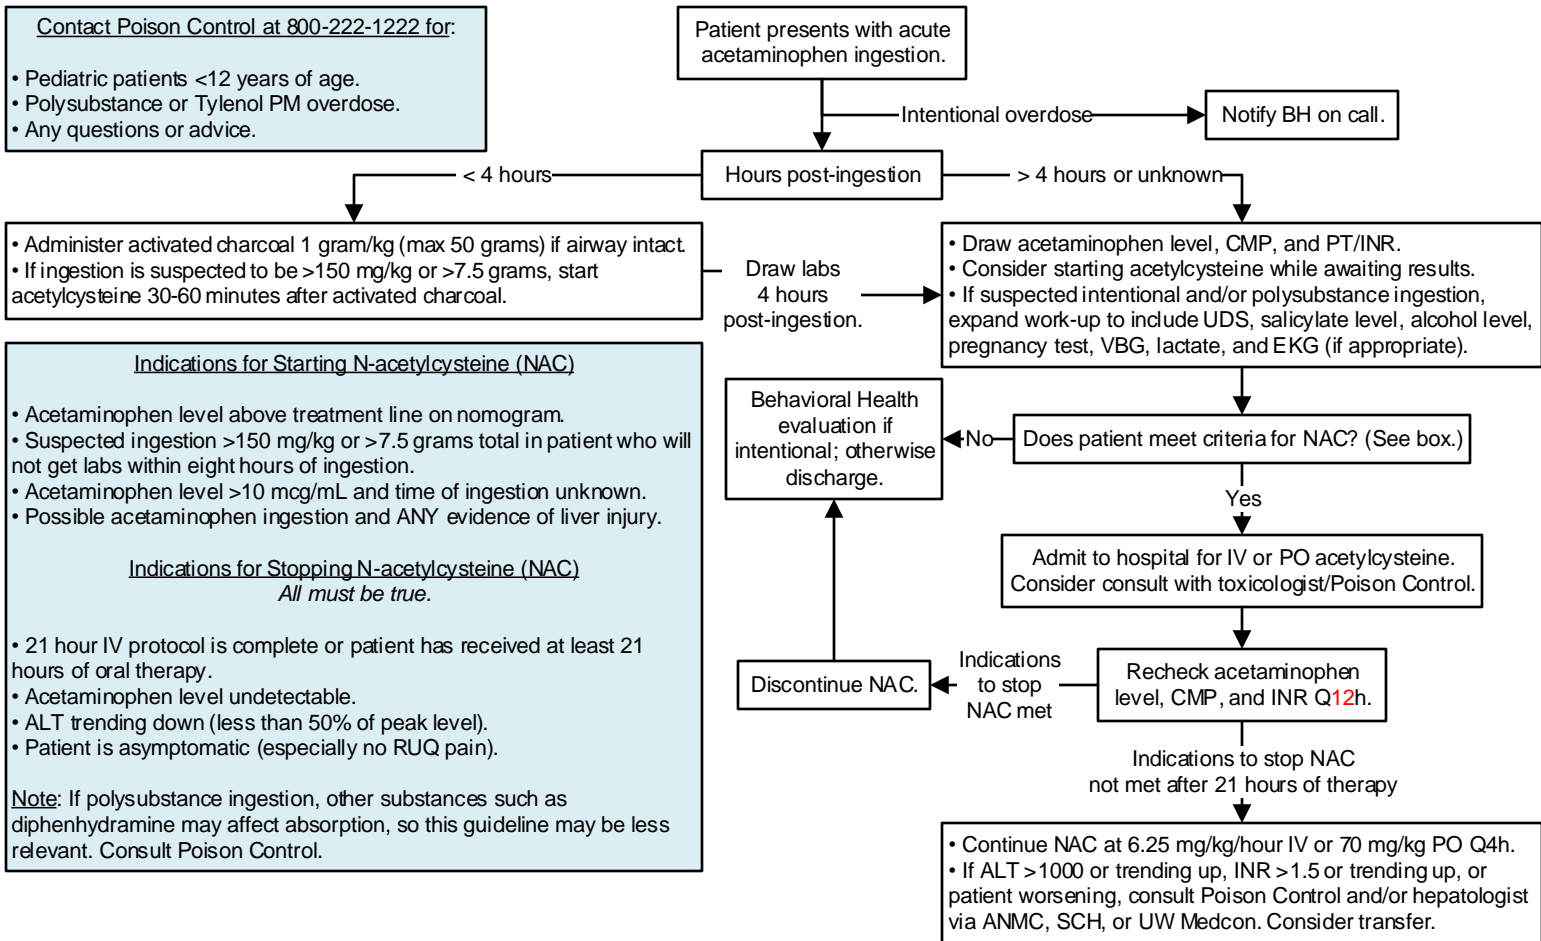 Contact Poison Control at 800-222-1222 for:
• Pediatric patients <12 years of age.
• Polysubstance or Tylenol PM overdose.
• Any questions or advice.
Patient presents with acute
acetaminophen ingestion.
Intentional overdose
Notify BH on call.
Hours post-ingestion
< 4 hours
> 4 hours or unknown
• Administer activated charcoal 1 gram/kg (max 50 grams) if airway intact.
• If ingestion is suspected to be >150 mg/kg or >7.5 grams, start
acetylcysteine 30-60 minutes after activated charcoal.
Draw labs
4 hours
post-ingestion.
• Draw acetaminophen level, CMP, and PT/INR.
• Consider starting acetylcysteine while awaiting results.
• If suspected intentional and/or polysubstance ingestion,
expand work-up to include UDS, salicylate level, alcohol level,
pregnancy test, VBG, lactate, and EKG (if appropriate).
Indications for Starting N-acetylcysteine (NAC)
• Acetaminophen level above treatment line on nomogram.
• Suspected ingestion >150 mg/kg or >7.5 grams total in patient who will
not get labs within eight hours of ingestion.
• Acetaminophen level >10 mcg/mL and time of ingestion unknown.
• Possible acetaminophen ingestion and ANY evidence of liver injury.
Indications for Stopping N-acetylcysteine (NAC)
All must be true.
• 21 hour IV protocol is complete or patient has received at least 21
hours of oral therapy.
• Acetaminophen level undetectable.
• ALT trending down (less than 50% of peak level).
• Patient is asymptomatic (especially no RUQ pain).
Note: If polysubstance ingestion, other substances such as
diphenhydramine may affect absorption, so this guideline may be less
relevant. Consult Poison Control.
Behavioral Health
evaluation if
intentional; otherwise
discharge.
No
Does patient meet criteria for NAC? (See box.)
Yes
Admit to hospital for IV or PO acetylcysteine.
Consider consult with toxicologist/Poison Control.
Discontinue NAC.
Indications
to stop
NAC met
Recheck acetaminophen
level, CMP, and INR Q12h.
Indications to stop NAC
not met after 21 hours of therapy
• Continue NAC at 6.25 mg/kg/hour IV or 70 mg/kg PO Q4h.
• If ALT >1000 or trending up, INR >1.5 or trending up, or
patient worsening, consult Poison Control and/or hepatologist
via ANMC, SCH, or UW Medcon. Consider transfer.